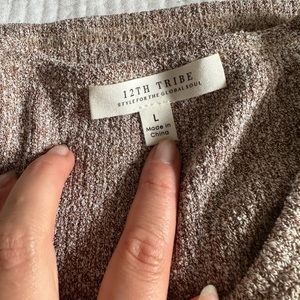 12TH TRIBE
STYLE FOR THE GLOBAL SOUL
L
Made in
China